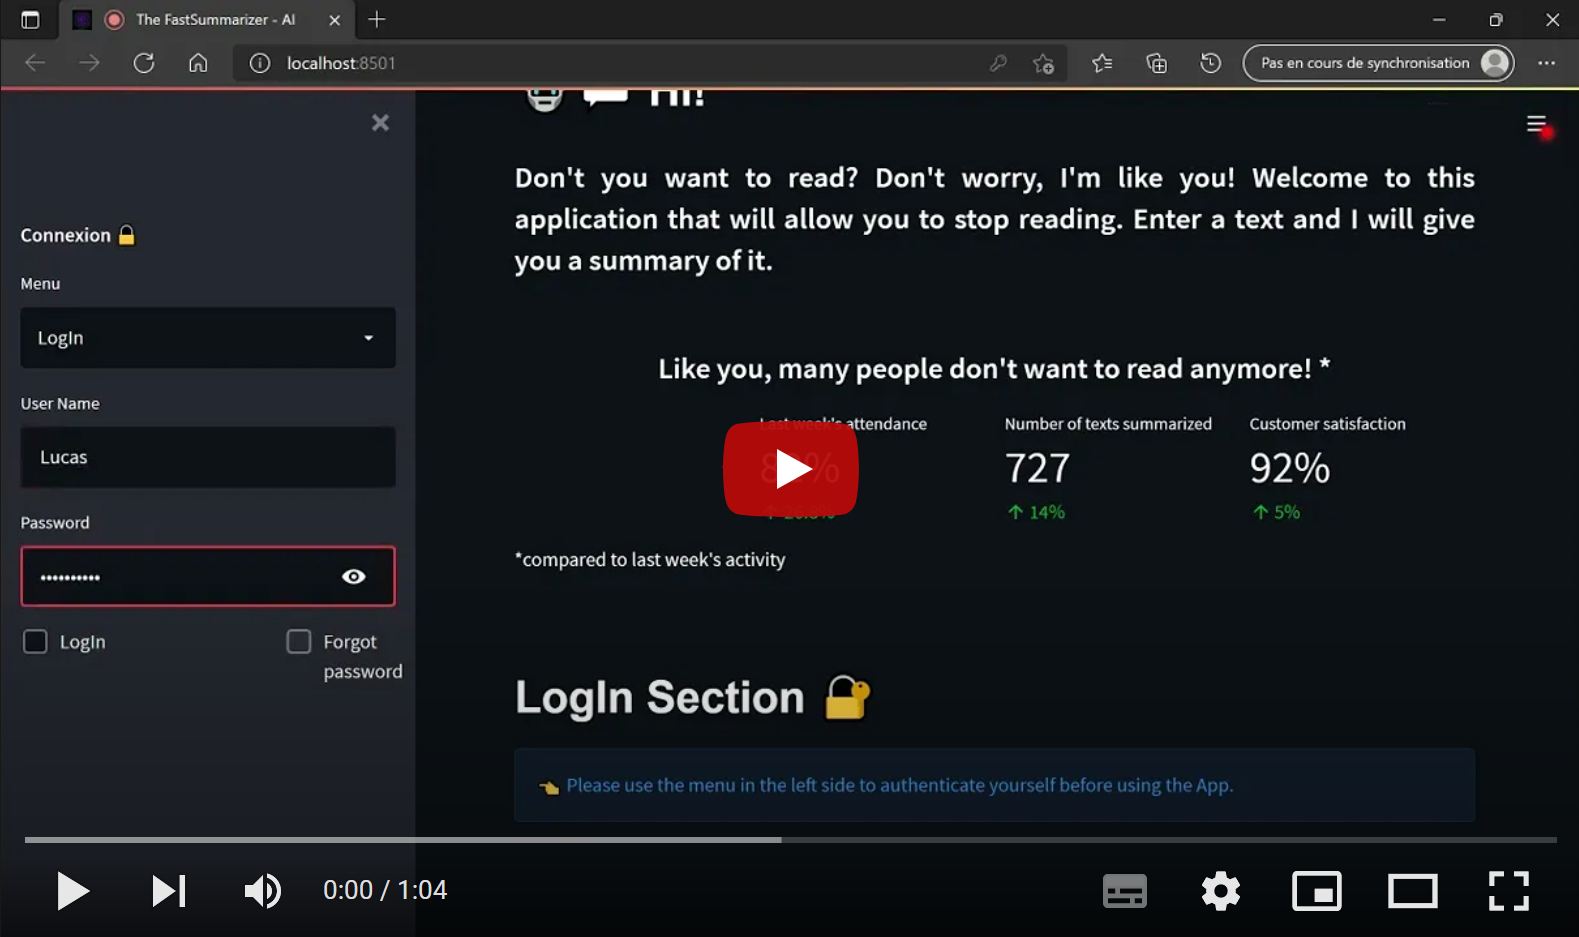 The FastSummarizer - AI
localhost:8501
Pas en cours de synchronisation
Hi!
Don't you want to read? Don't worry, I'm like you! Welcome to this
application that will allow you to stop reading. Enter a text and I will give
you a summary of it.
Connexion
Menu
LogIn
User Name
Lucas
Password
••••••••••
LogIn
Forgot
password
Like you, many people don't want to read anymore! *
Last week's attendance
Number of texts summarized
727
↑ 14%
Customer satisfaction
92%
↑ 5%
*compared to last week's activity
LogIn Section
Please use the menu in the left side to authenticate yourself before using the App.
0:00 / 1:04